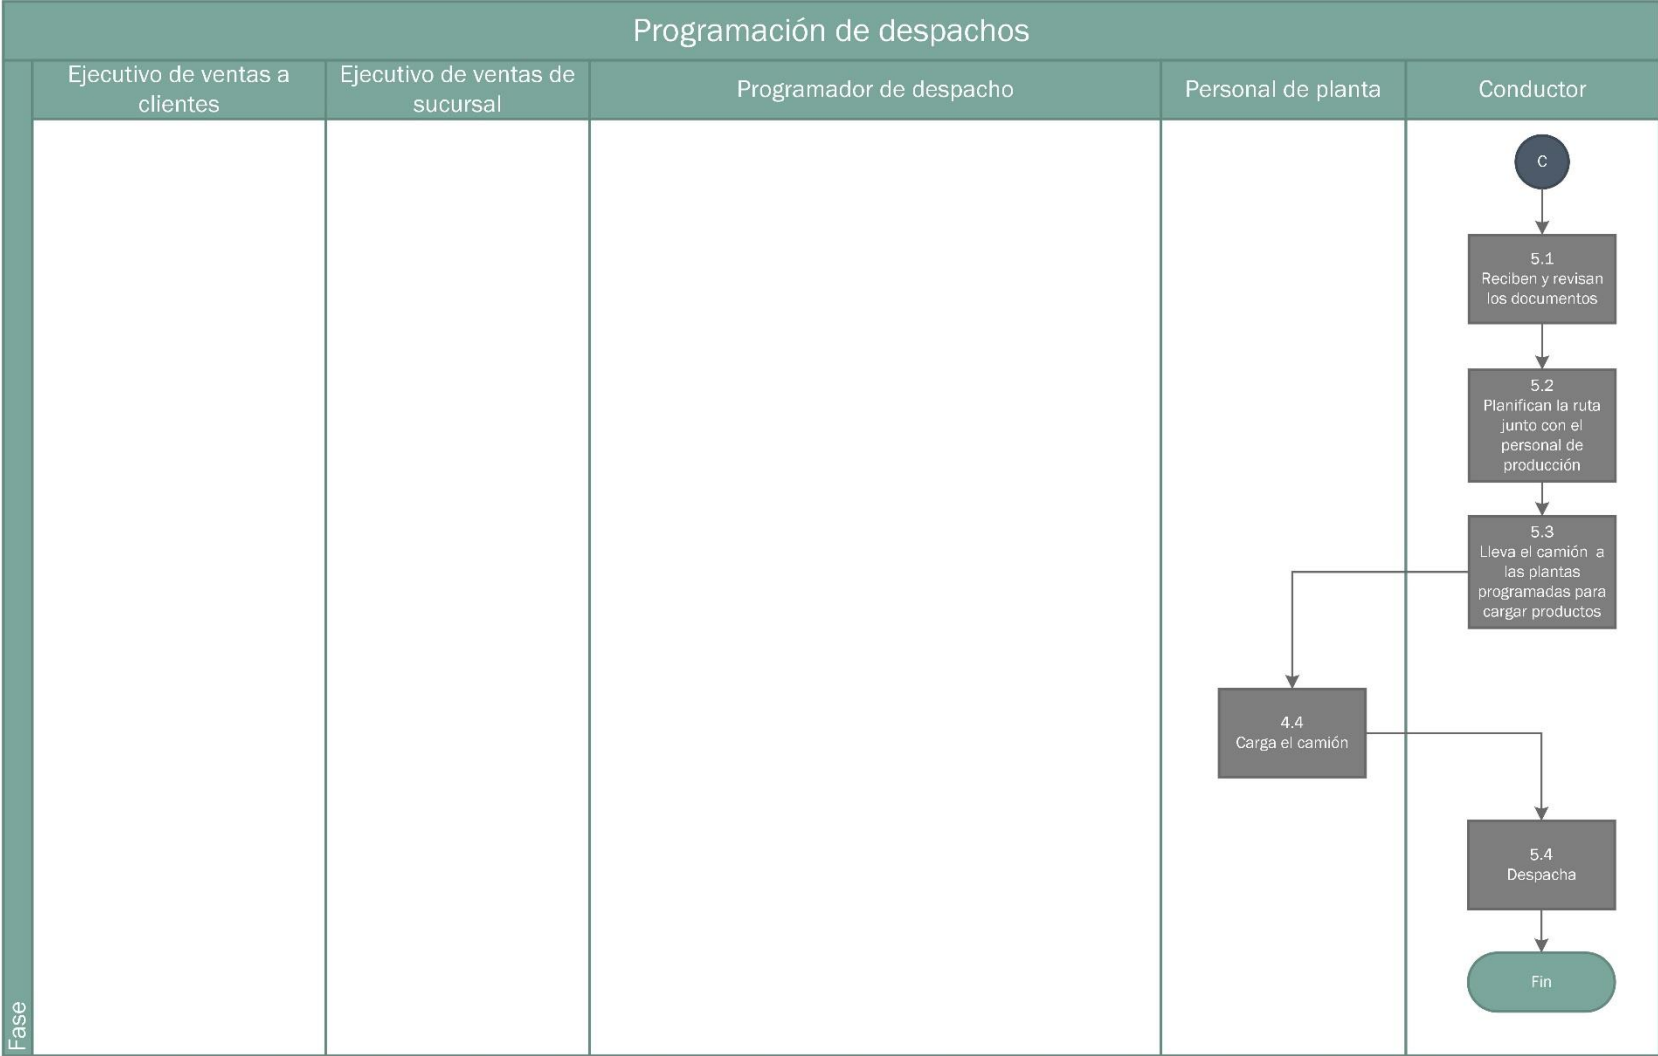 Programación de despachos
Ejecutivo de ventas a
clientes
Ejecutivo de ventas de
sucursal
Programador de despacho
Personal de planta
Conductor
C
5.1
Reciben y revisan
los documentos
5.2
Planifican la ruta
junto con el
personal de
producción
5.3
Lleva el camión a
las plantas
programadas para
cargar productos
4.4
Carga el camión
5.4
Despacha
Fin
Fase